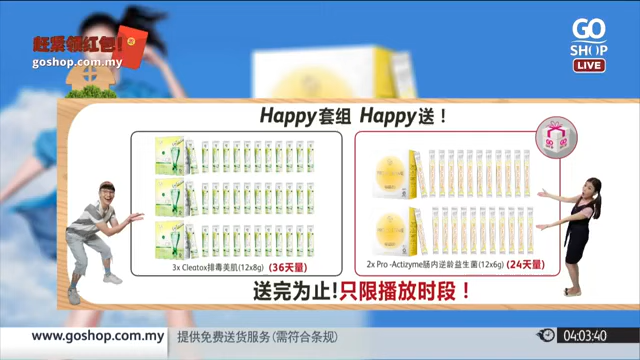 赶紧领红包!
goshop.com.my
GO
SHOP
LIVE
Happy套组 Happy送！
3x Cleatox排毒美肌(12x8g) (36天量)
2x Pro -Actizyme肠内逆龄益生菌(12x6g) (24天量)
送完为止!只限播放时段！
www.goshop.com.my
提供免费送货服务(需符合条规)
04:03:40